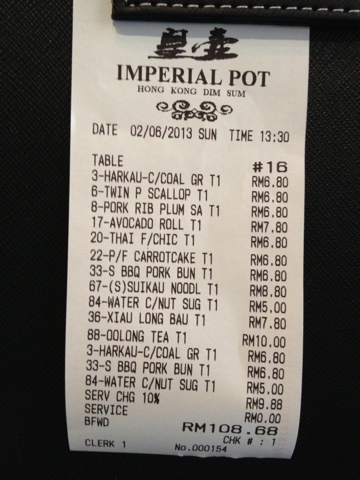 皇壺
IMPERIAL POT
HONG KONG DIM SUM
DATE 02/06/2013 SUN TIME 13:30
TABLE #16
3-HARKAU-C/COAL GR T1 RM6.80
6-TWIN P SCALLOP T1 RM6.80
8-PORK RIB PLUM SA T1 RM6.80
17-AVOCADO ROLL T1 RM7.80
20-THAI F/CHIC T1 RM6.80
22-P/F CARROTCAKE T1 RM6.80
33-S BBQ PORK BUN T1 RM6.80
67-(S)SUIKAU NOODL T1 RM8.80
84-WATER C/NUT SUG T1 RM5.00
36-XIAU LONG BAU T1 RM7.80
88-OOLONG TEA T1 RM10.00
3-HARKAU-C/COAL GR T1 RM6.80
33-S BBQ PORK BUN T1 RM6.80
84-WATER C/NUT SUG T1 RM5.00
SERV CHG 10% RM9.88
SERVICE RM0.00
BFWD RM108.68
CHK # : 1
CLERK 1 No.000154